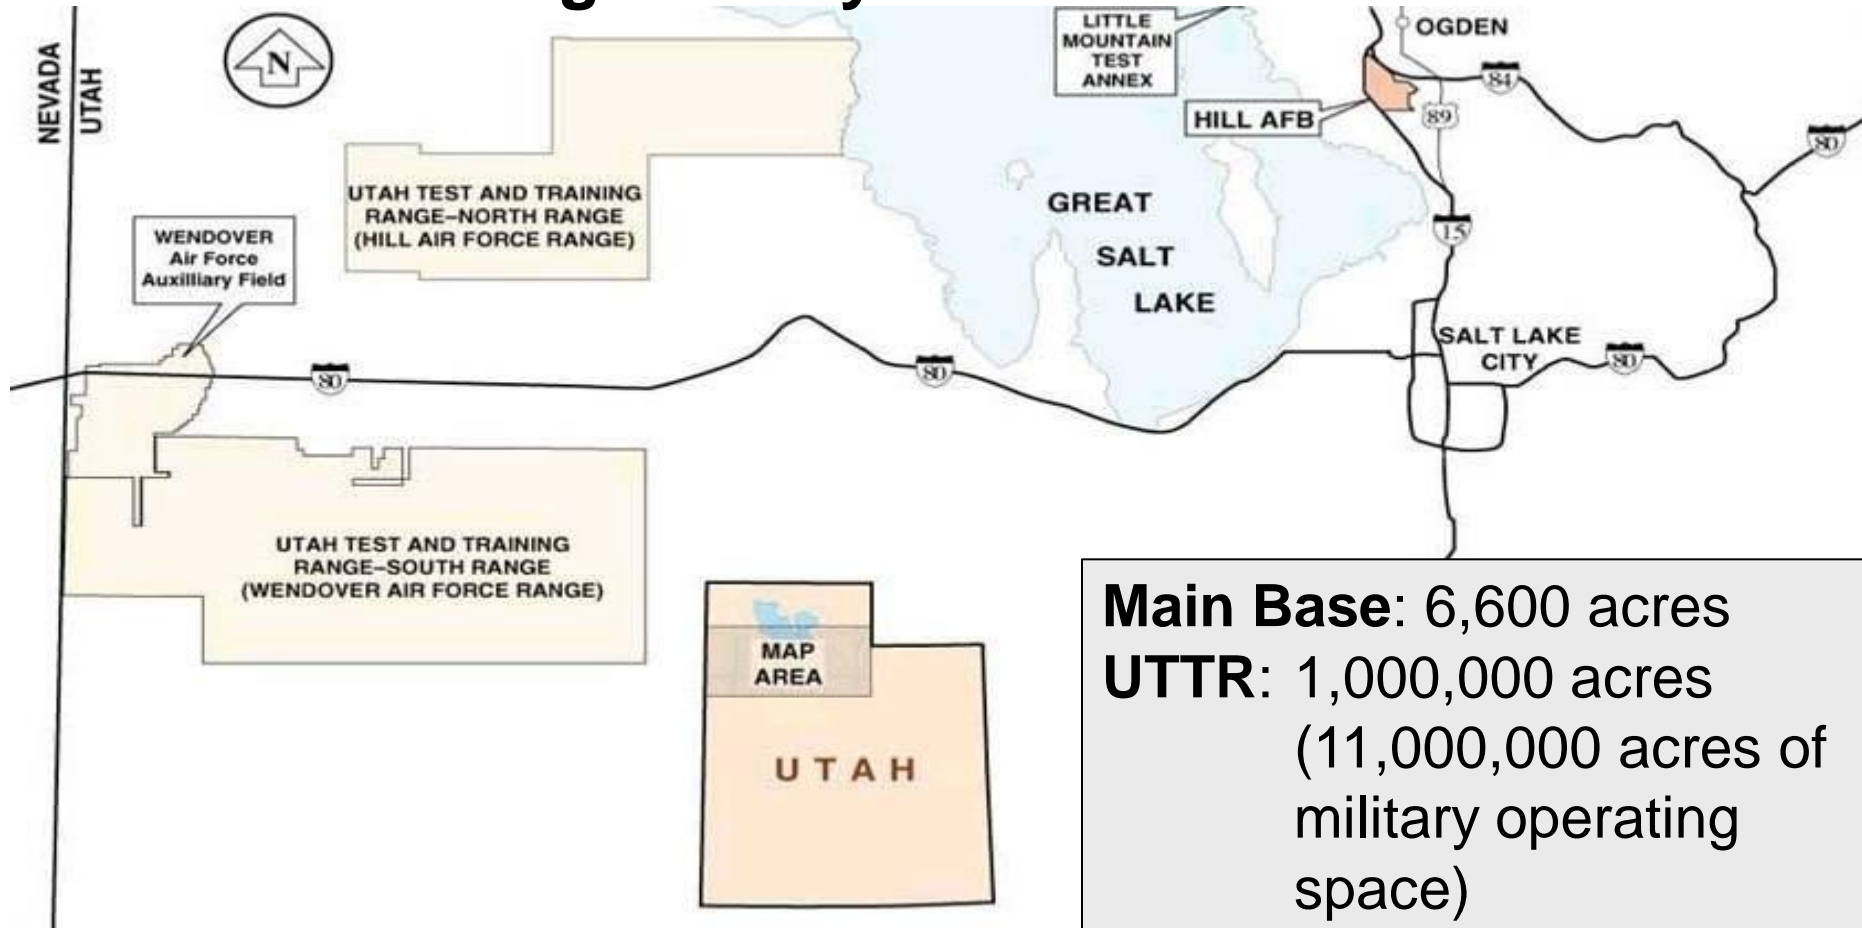 NEVADA
UTAH
N
LITTLE
MOUNTAIN
TEST
ANNEX
OGDEN
84
HILL AFB
89
80
UTAH TEST AND TRAINING
RANGE–NORTH RANGE
(HILL AIR FORCE RANGE)
GREAT
SALT
LAKE
15
WENDOVER
Air Force
Auxilliary Field
SALT LAKE
CITY
80
80
80
UTAH TEST AND TRAINING
RANGE–SOUTH RANGE
(WENDOVER AIR FORCE RANGE)
MAP
AREA
UTAH
Main Base: 6,600 acres
UTTR: 1,000,000 acres
(11,000,000 acres of
military operating
space)